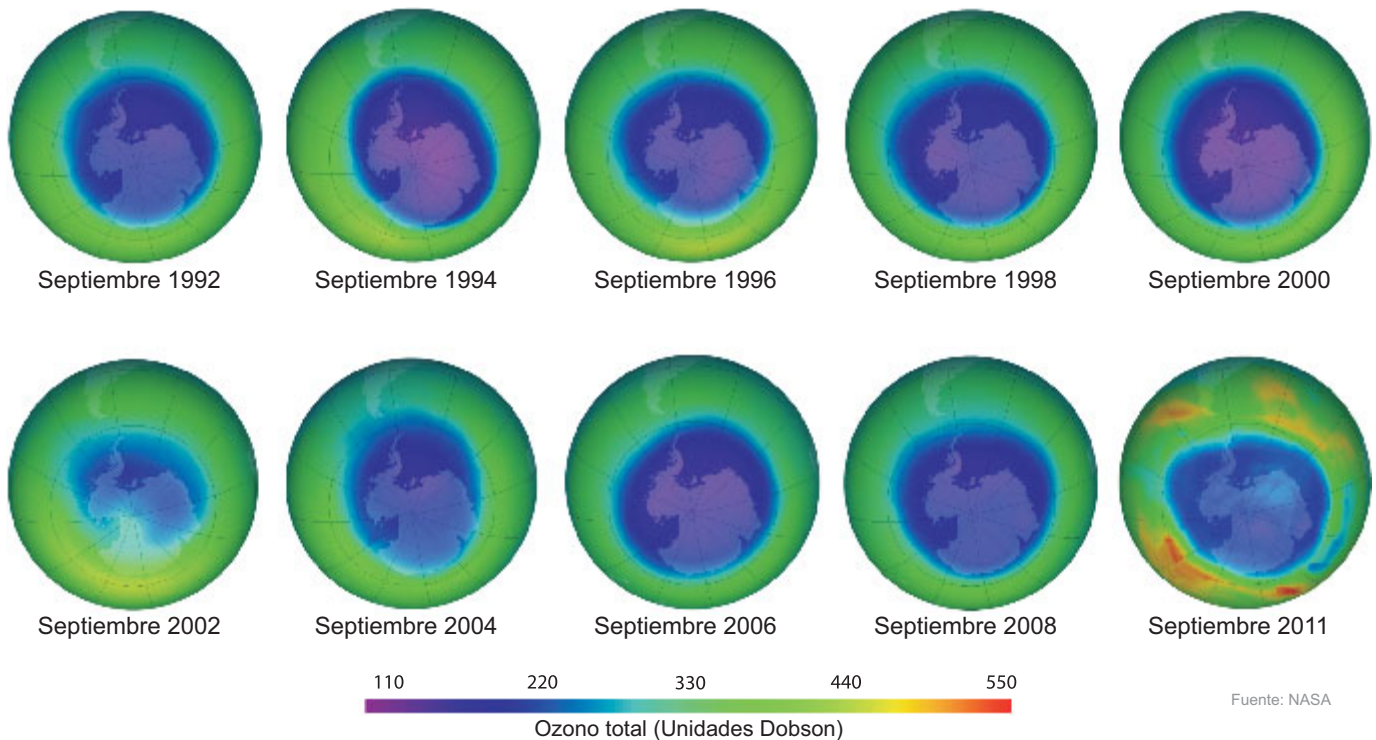 Septiembre 1992
Septiembre 1994
Septiembre 1996
Septiembre 1998
Septiembre 2000
Septiembre 2002
Septiembre 2004
Septiembre 2006
Septiembre 2008
Septiembre 2011
110 220 330 440 550
Ozono total (Unidades Dobson)
Fuente: NASA